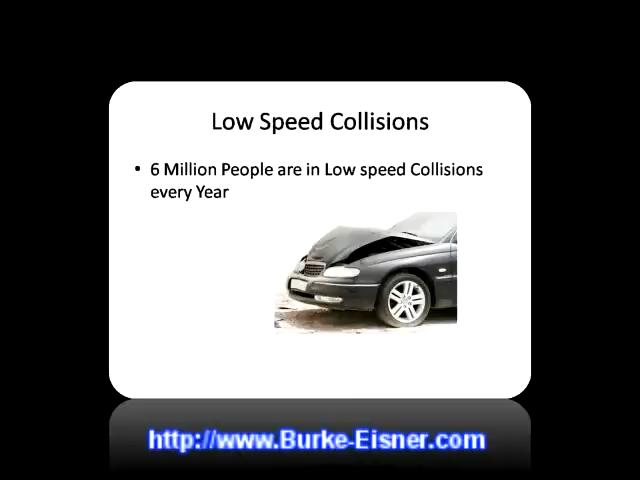 Low Speed Collisions
• 6 Million People are in Low speed Collisions
every Year
http://www.Burke-Eisner.com